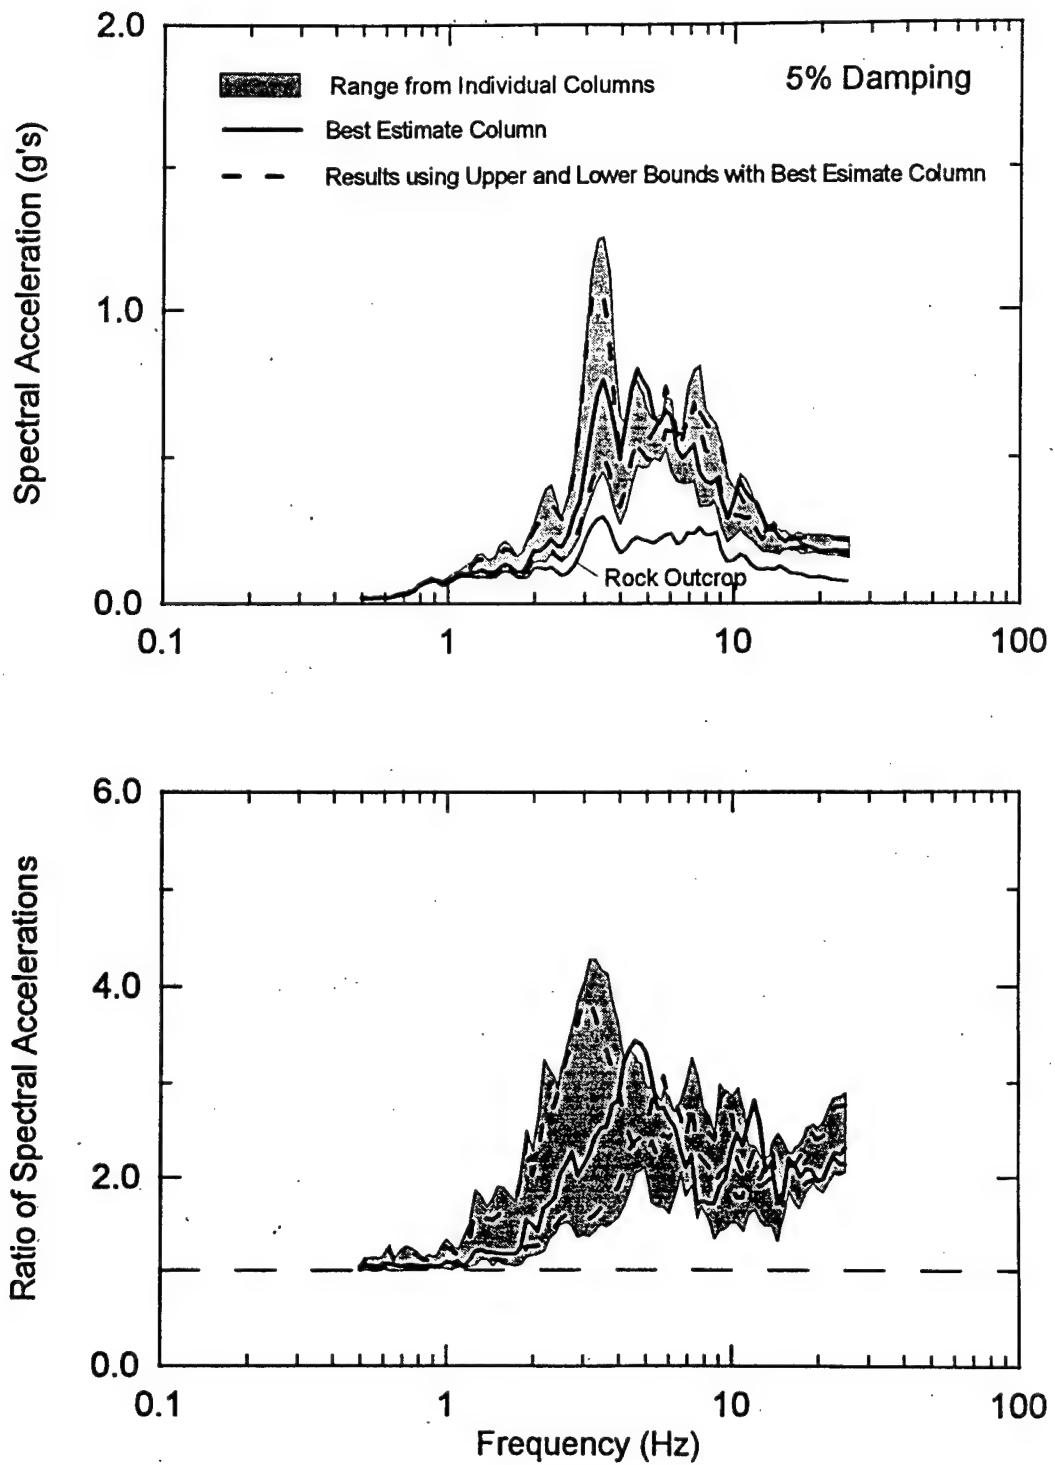 2.0
5% Damping
Range from Individual Columns
Best Estimate Column
Results using Upper and Lower Bounds with Best Esimate Column
Spectral Acceleration (g's)
1.0
Rock Outcrop
0.0
0.1 1 10 100
6.0
Ratio of Spectral Accelerations
4.0
2.0
0.0
0.1 1 10 100
Frequency (Hz)